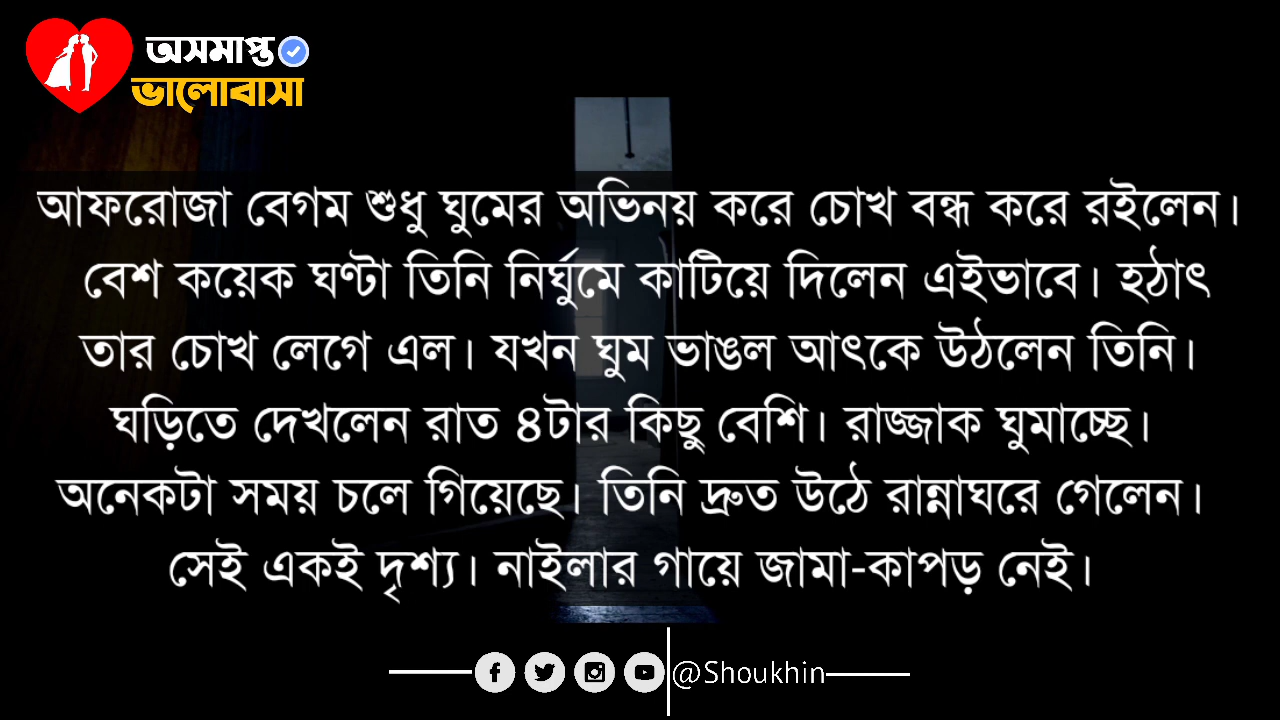 অসমাপ্ত
ভালোবাসা
আফরোজা বেগম শুধু ঘুমের অভিনয় করে চোখ বন্ধ করে রইলেন।
বেশ কয়েক ঘণ্টা তিনি নির্ঘুমে কাটিয়ে দিলেন এইভাবে। হঠাৎ
তার চোখ লেগে এল। যখন ঘুম ভাঙল আৎকে উঠলেন তিনি।
ঘড়িতে দেখলেন রাত ৪টার কিছু বেশি। রাজ্জাক ঘুমাচ্ছে।
অনেকটা সময় চলে গিয়েছে। তিনি দ্রুত উঠে রান্নাঘরে গেলেন।
সেই একই দৃশ্য। নাইলার গায়ে জামা-কাপড় নেই।
@Shoukhin